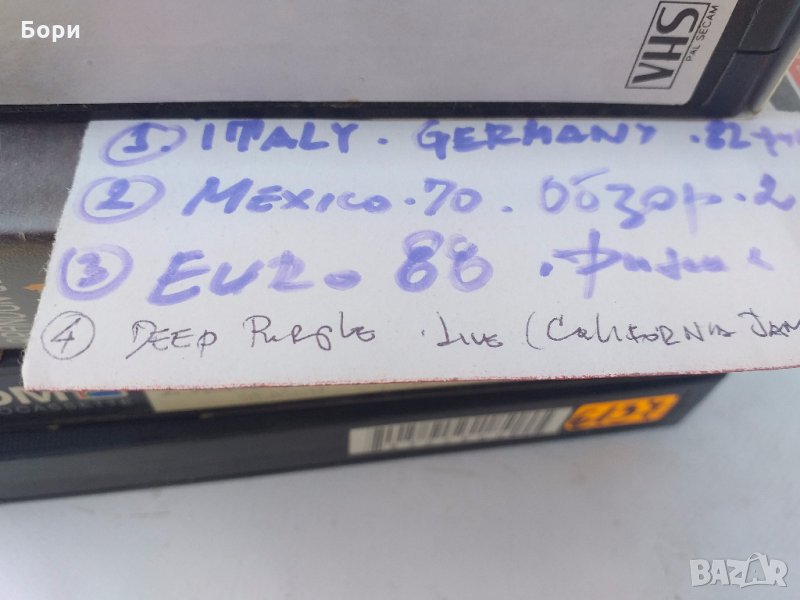 Бори
VHS
PAL SECAM
1. ITALY. GERMANY. 82
2 MEXICO.70. Обзор.2
3 EURO 88. Финал
4 DEEP PURPLE. LIVE (CALIFORNIA JAM
BAZAR